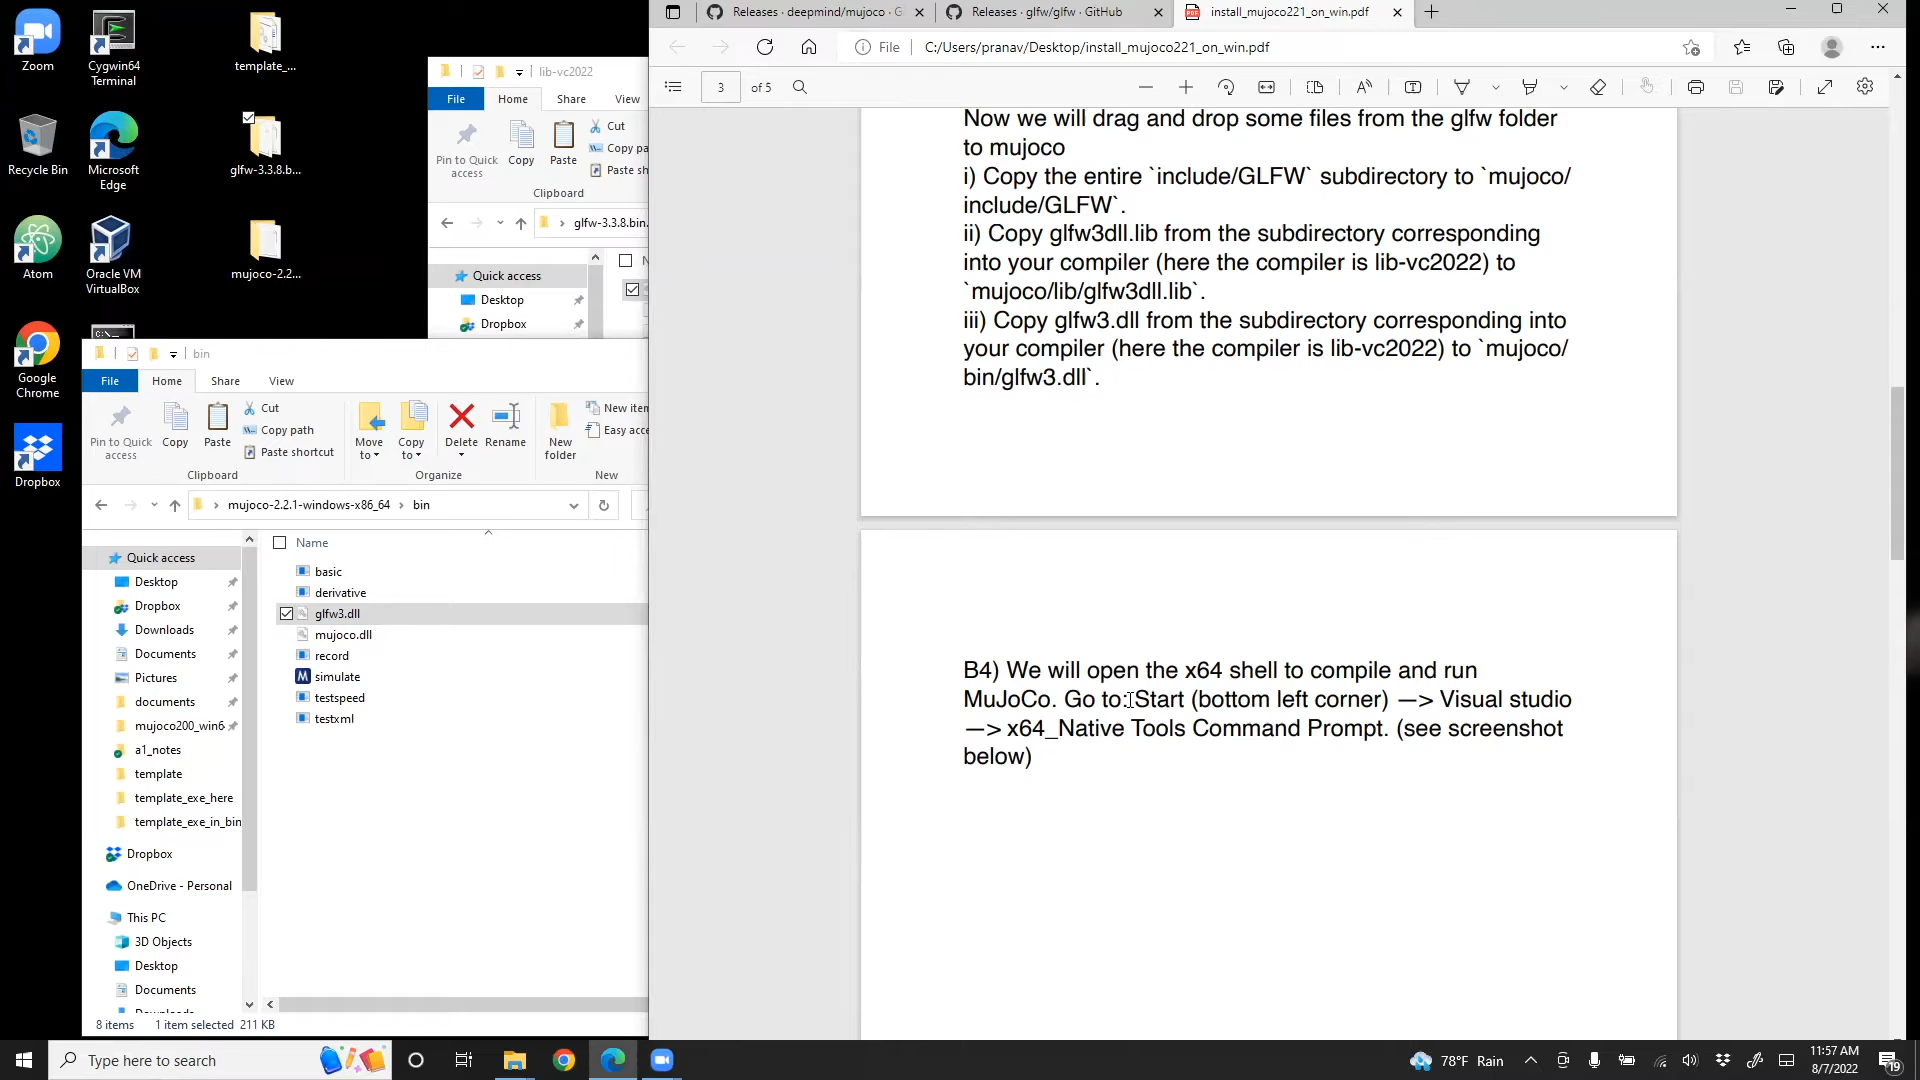 Zoom
Cygwin64
Terminal
template_...
Recycle Bin
Microsoft
Edge
glfw-3.3.8.b...
Atom
Oracle VM
VirtualBox
mujoco-2.2...
Google
Chrome
Dropbox
lib-vc2022
File
Home
Share
View
Pin to Quick
access
Copy
Paste
Cut
Copy pa
Paste sh
Clipboard
glfw-3.3.8.bin.
Quick access
Desktop
Dropbox
bin
File
Home
Share
View
Pin to Quick
access
Copy
Paste
Cut
Copy path
Paste shortcut
Clipboard
Move
to
Copy
to
Delete
Rename
Organize
New
folder
New item
Easy acce
New
mujoco-2.2.1-windows-x86_64 > bin
Quick access
Desktop
Dropbox
Downloads
Documents
Pictures
documents
mujoco200_win6
a1_notes
template
template_exe_here
template_exe_in_bin
Dropbox
OneDrive - Personal
This PC
3D Objects
Desktop
Documents
Name
basic
derivative
glfw3.dll
mujoco.dll
record
simulate
testspeed
testxml
8 items 1 item selected 211 KB
Releases · deepmind/mujoco · G
Releases · glfw/glfw · GitHub
install_mujoco221_on_win.pdf
File C:/Users/pranav/Desktop/install_mujoco221_on_win.pdf
3 of 5
Now we will drag and drop some files from the glfw folder
to mujoco
i) Copy the entire `include/GLFW` subdirectory to `mujoco/
include/GLFW`.
ii) Copy glfw3dll.lib from the subdirectory corresponding
into your compiler (here the compiler is lib-vc2022) to
`mujoco/lib/glfw3dll.lib`.
iii) Copy glfw3.dll from the subdirectory corresponding into
your compiler (here the compiler is lib-vc2022) to `mujoco/
bin/glfw3.dll`.
B4) We will open the x64 shell to compile and run
MuJoCo. Go to: Start (bottom left corner) —> Visual studio
—> x64_Native Tools Command Prompt. (see screenshot
below)
Type here to search
78°F Rain
11:57 AM
8/7/2022
19